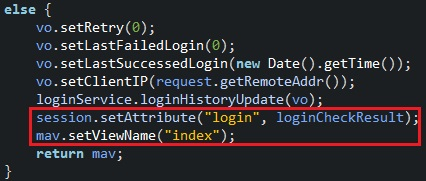 else {
vo.setRetry(0);
vo.setLastFailedLogin(0);
vo.setLastSuccessedLogin(new Date().getTime());
vo.setClientIP(request.getRemoteAddr());
loginService.loginHistoryUpdate(vo);
session.setAttribute("login", loginCheckResult);
mav.setViewName("index");
return mav;
}